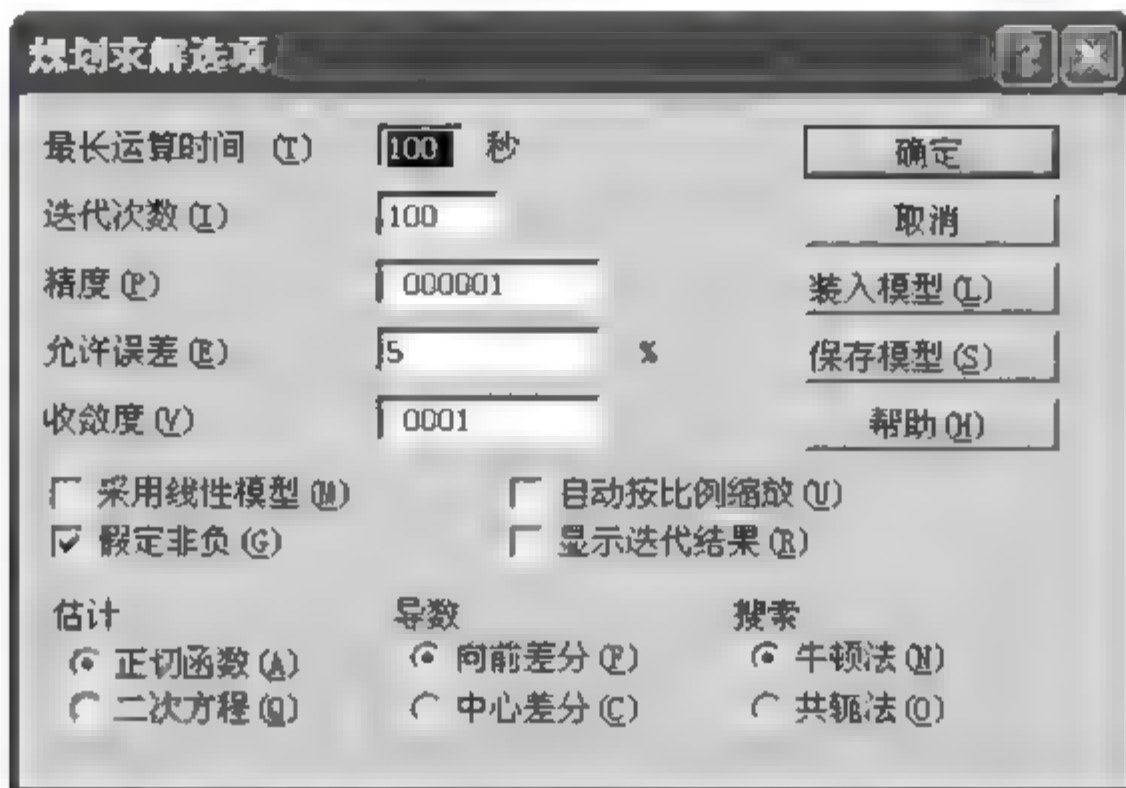 规划求解选项
最长运算时间 (T) 100 秒 确定
迭代次数(I) 100 取消
精度(P) 000001 装入模型(L)
允许误差(E) 5 % 保存模型(S)
收敛度(V) 0001 帮助(H)
采用线性模型(M) 自动按比例缩放(U)
假定非负(G) 显示迭代结果(R)
估计 导数 搜索
正切函数(A) 向前差分(F) 牛顿法(N)
二次方程(Q) 中心差分(C) 共轭法(O)